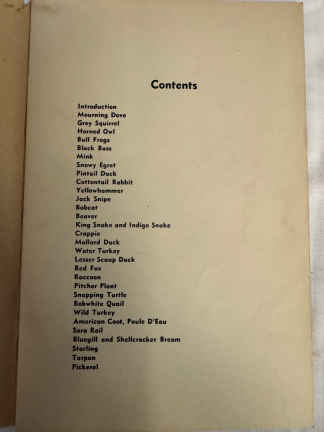 Contents
Introduction
Mourning Dove
Grey Squirrel
Horned Owl
Bull Frogs
Black Bass
Mink
Snowy Egret
Pintail Duck
Cottontail Rabbit
Yellowhammer
Jack Snipe
Bobcat
Beaver
King Snake and Indigo Snake
Crappie
Mallard Duck
Water Turkey
Lesser Scaup Duck
Red Fox
Raccoon
Pitcher Plant
Snapping Turtle
Bobwhite Quail
Wild Turkey
American Coot, Poule D'Eau
Sora Rail
Bluegill and Shellcracker Bream
Starling
Tarpon
Pickerel